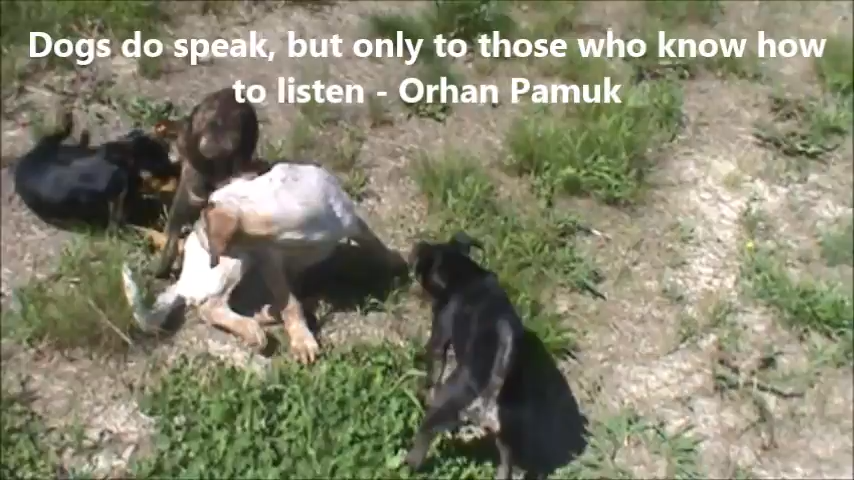 Dogs do speak, but only to those who know how
to listen - Orhan Pamuk